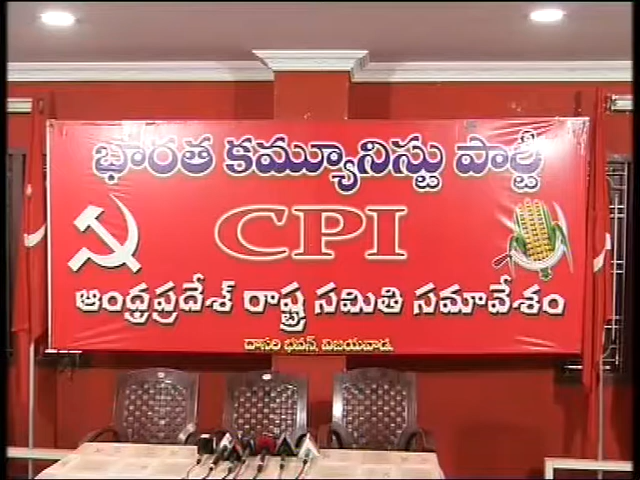 భారత కమ్యూనిస్టు పార్టీ
CPI
ఆంధ్రప్రదేశ్ రాష్ట్ర సమితి సమావేశం
దాసరి భవన్, విజయవాడ.